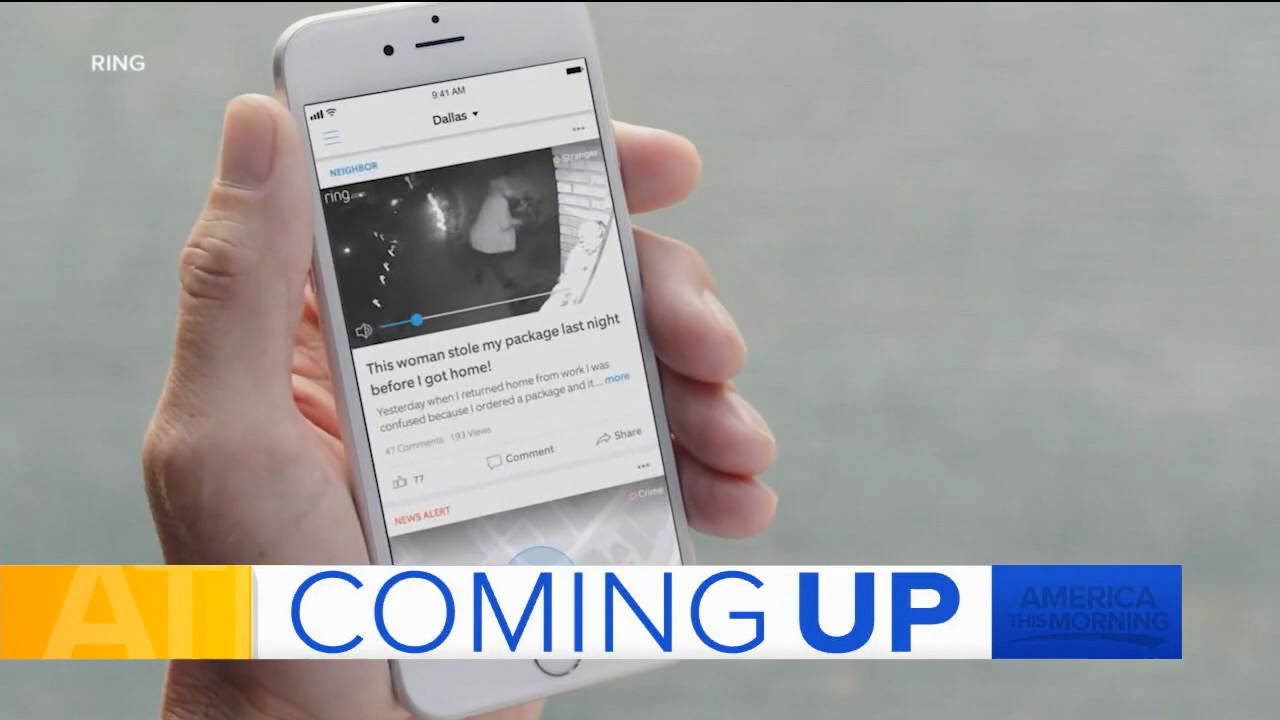 RING
9:41 AM
Dallas
NEIGHBOR
Stranger
ring
This woman stole my package last night
before I got home!
Yesterday when I returned home from work I was
confused because I ordered a package and it ... more
47 Comments 193 Views
77 Comment Share
NEWS ALERT
Crime
AT
COMING UP
AMERICA
THIS MORNING